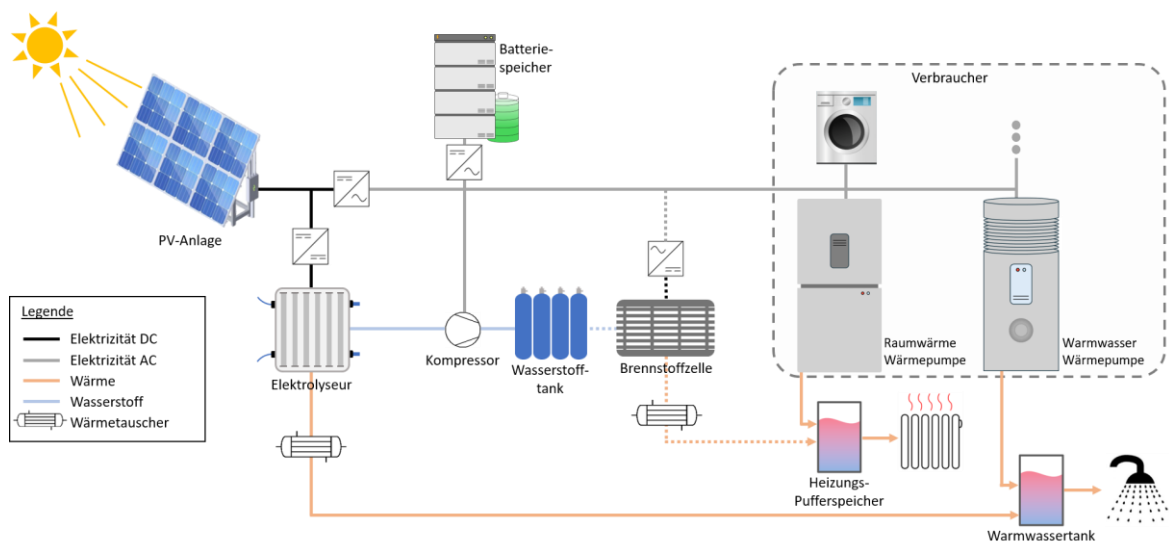 Batterie-
speicher
Verbraucher
PV-Anlage
Legende
Elektrizität DC
Elektrizität AC
Wärme
Wasserstoff
Wärmetauscher
Elektrolyseur
Kompressor
Wasserstoff-
tank
Brennstoffzelle
Raumwärme
Wärmepumpe
Warmwasser
Wärmepumpe
Heizungs-
Pufferspeicher
Warmwassertank